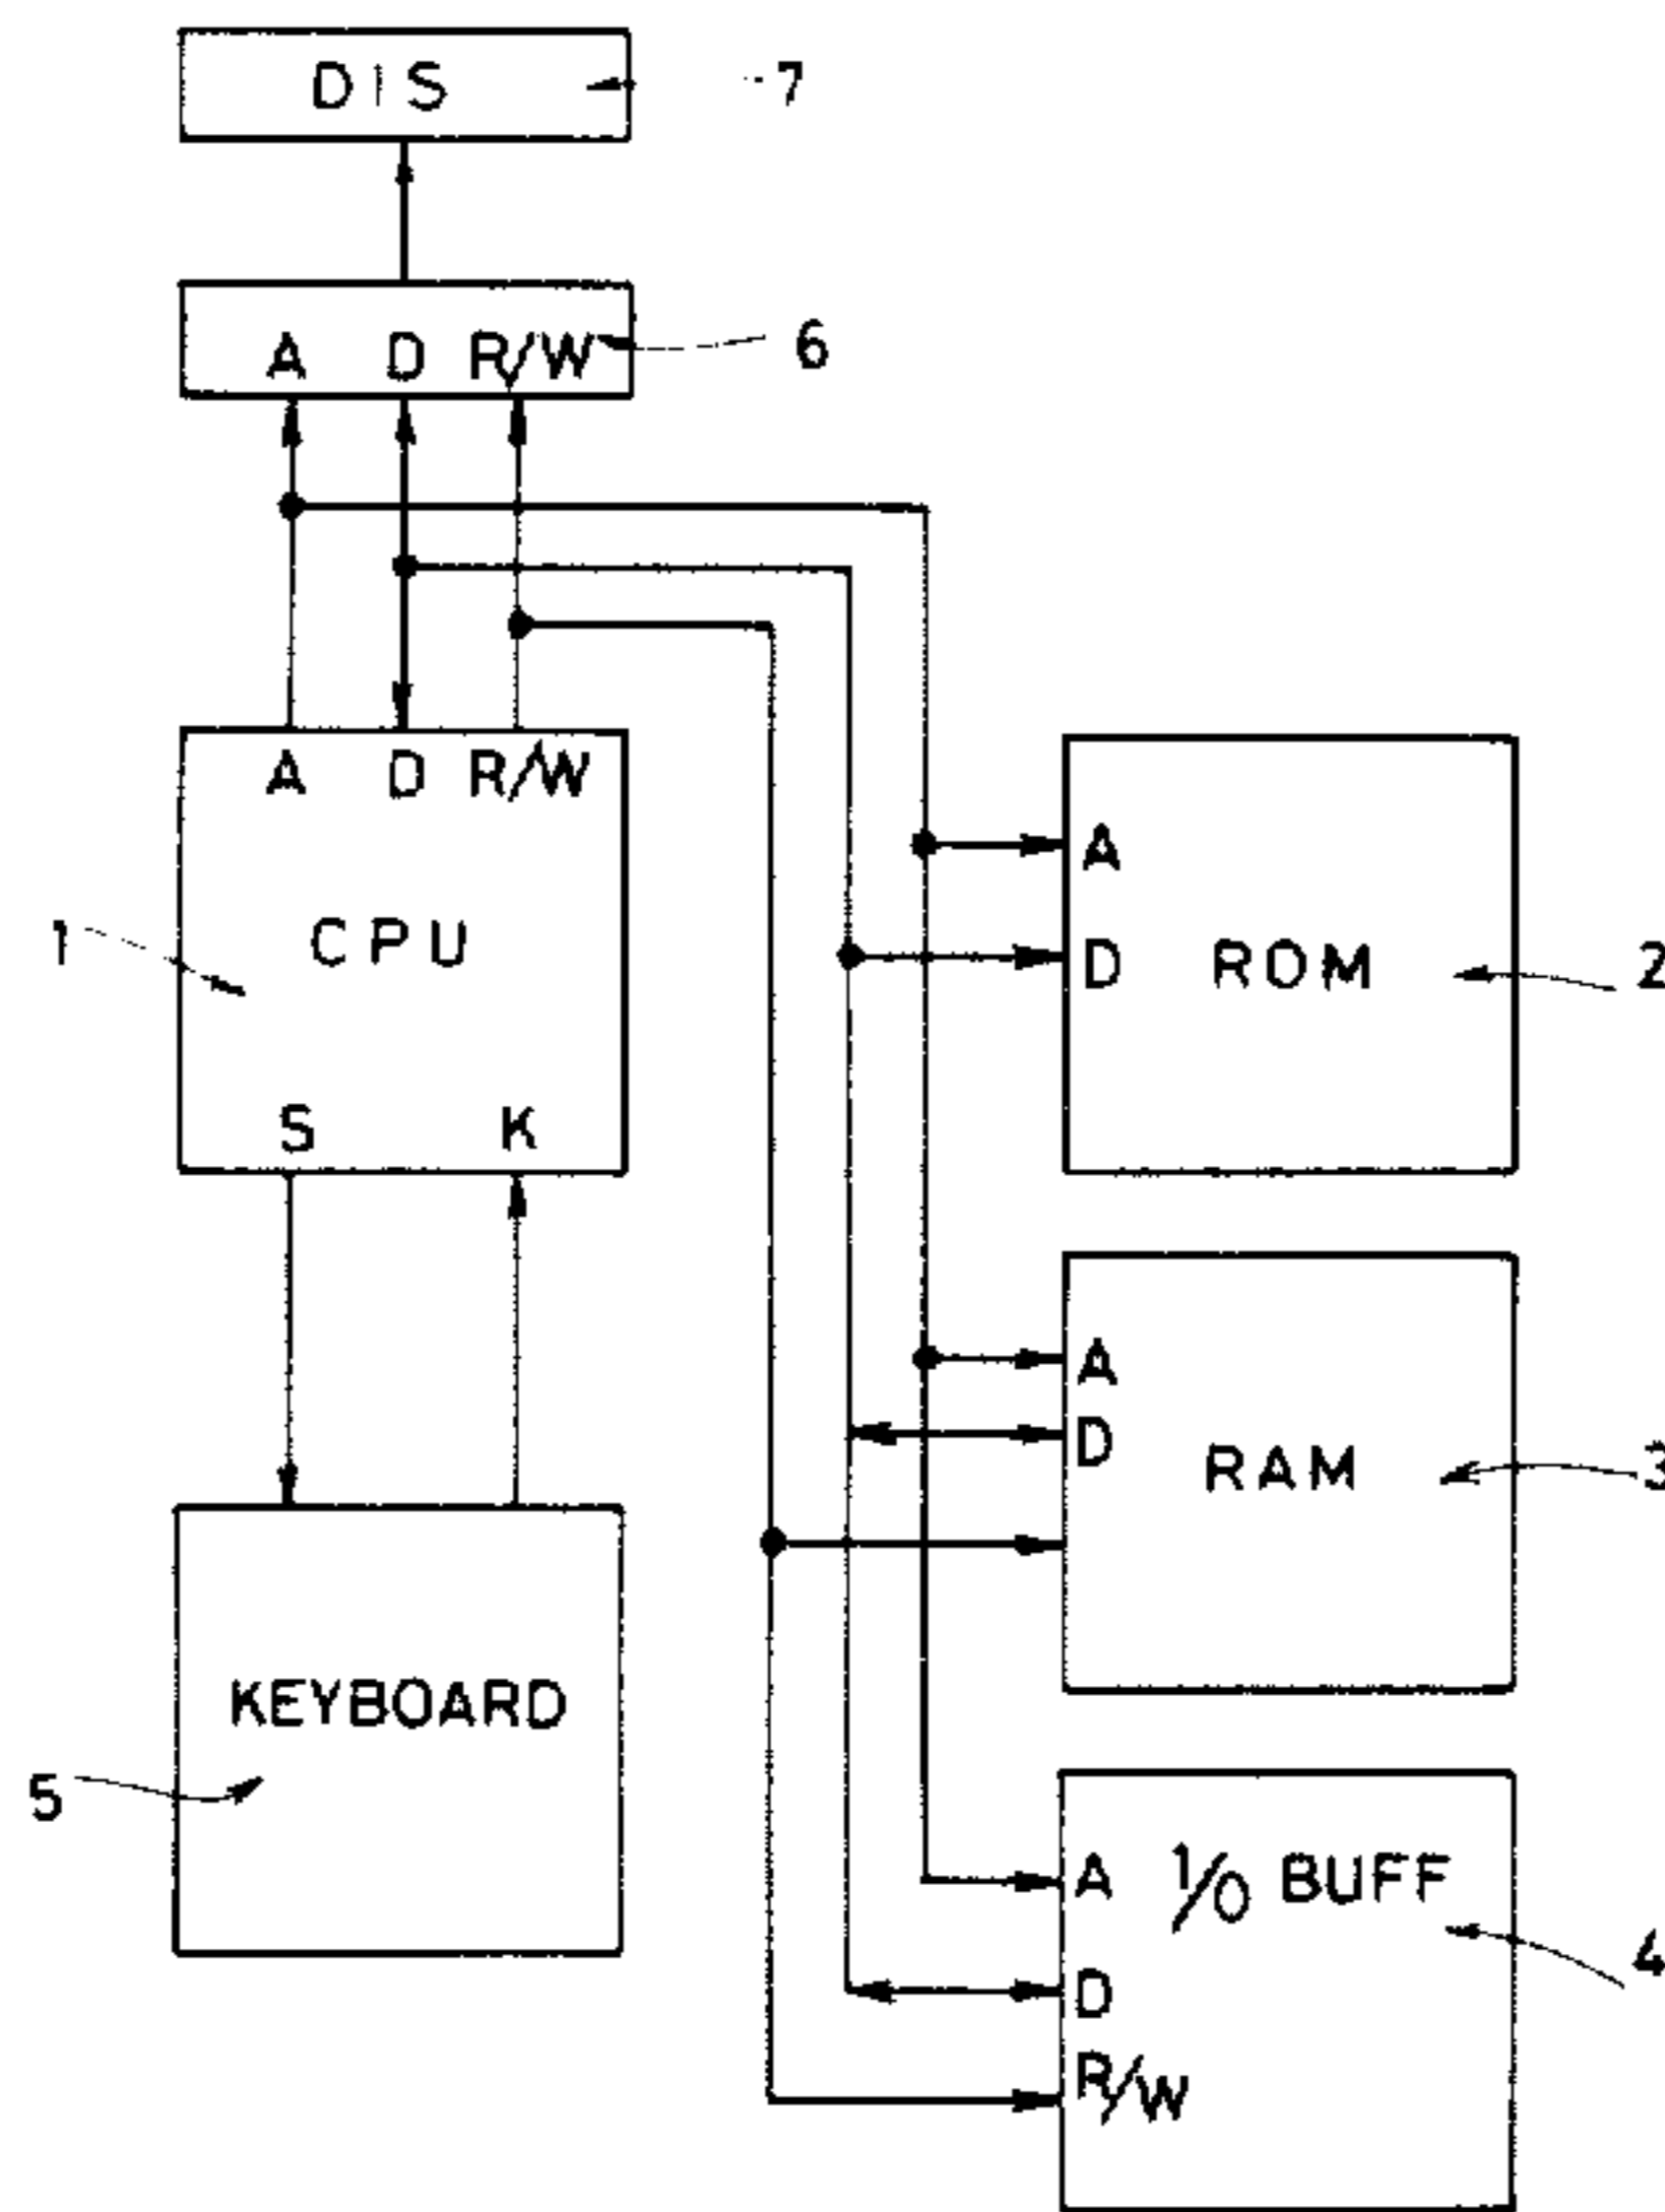 DIS
7
A D R/W
6
A D R/W
1
CPU
S K
A
D
ROM
2
A
D
RAM
3
KEYBOARD
5
A
I/O BUFF
4
D
R/W